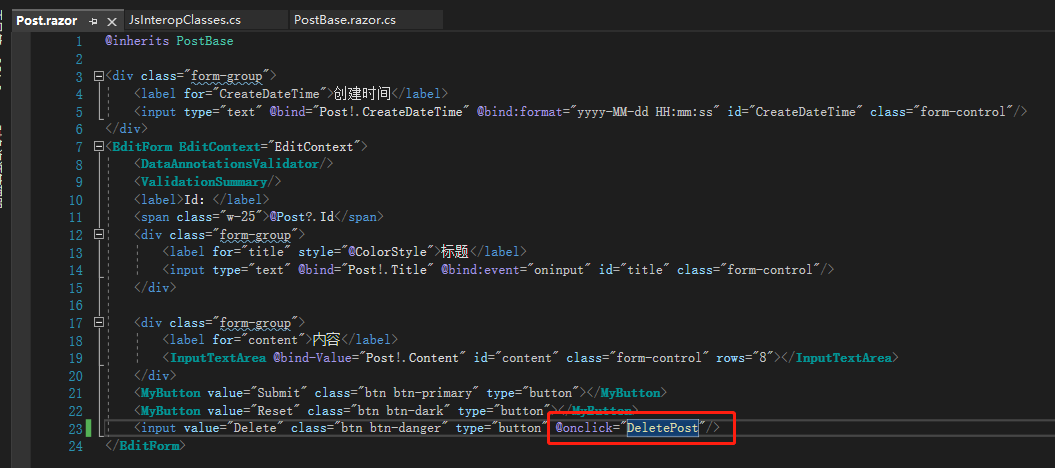 Post.razor JsInteropClasses.cs PostBase.razor.cs
1 @inherits PostBase
2
3 <div class="form-group">
4 <label for="CreateDateTime">创建时间</label>
5 <input type="text" @bind="Post!.CreateDateTime" @bind:format="yyyy-MM-dd HH:mm:ss" id="CreateDateTime" class="form-control"/>
6 </div>
7 <EditForm EditContext="EditContext">
8 <DataAnnotationsValidator/>
9 <ValidationSummary/>
10 <label>Id: </label>
11 <span class="w-25">@Post?.Id</span>
12 <div class="form-group">
13 <label for="title" style="@ColorStyle">标题</label>
14 <input type="text" @bind="Post!.Title" @bind:event="oninput" id="title" class="form-control"/>
15 </div>
16
17 <div class="form-group">
18 <label for="content">内容</label>
19 <InputTextArea @bind-Value="Post!.Content" id="content" class="form-control" rows="8"></InputTextArea>
20 </div>
21 <MyButton value="Submit" class="btn btn-primary" type="button"></MyButton>
22 <MyButton value="Reset" class="btn btn-dark" type="button"></MyButton>
23 <input value="Delete" class="btn btn-danger" type="button" @onclick="DeletePost"/>
24 </EditForm>